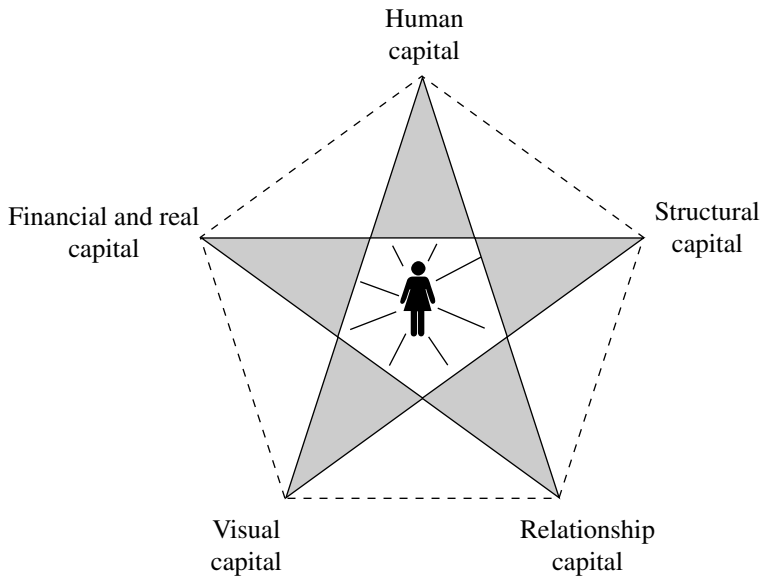 Human
capital
Financial and real
capital
Structural
capital
Visual
capital
Relationship
capital